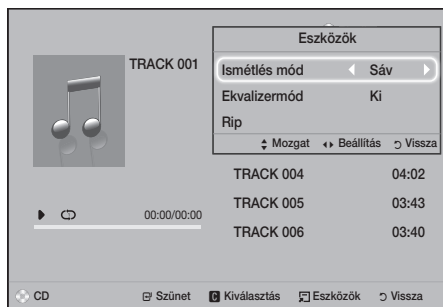 Eszközök
TRACK 001
Ismétlés mód Sáv
Ekvalizermód Ki
Rip
Mozgat Beállítás Vissza
TRACK 004 04:02
TRACK 005 03:43
00:00/00:00
TRACK 006 03:40
CD Szünet C Kiválasztás Eszközök Vissza